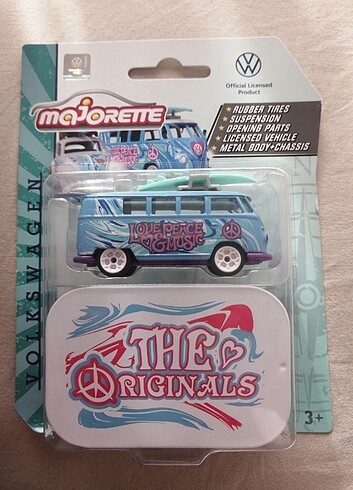 Official Licensed
Product
majorette
RUBBER TIRES
SUSPENSION
OPENING PARTS
LICENSED VEHICLE
METAL BODY+CHASSIS
VOLKSWAGEN
LOVE PEACE
& MUSIC
THE
ORIGINALS
3+